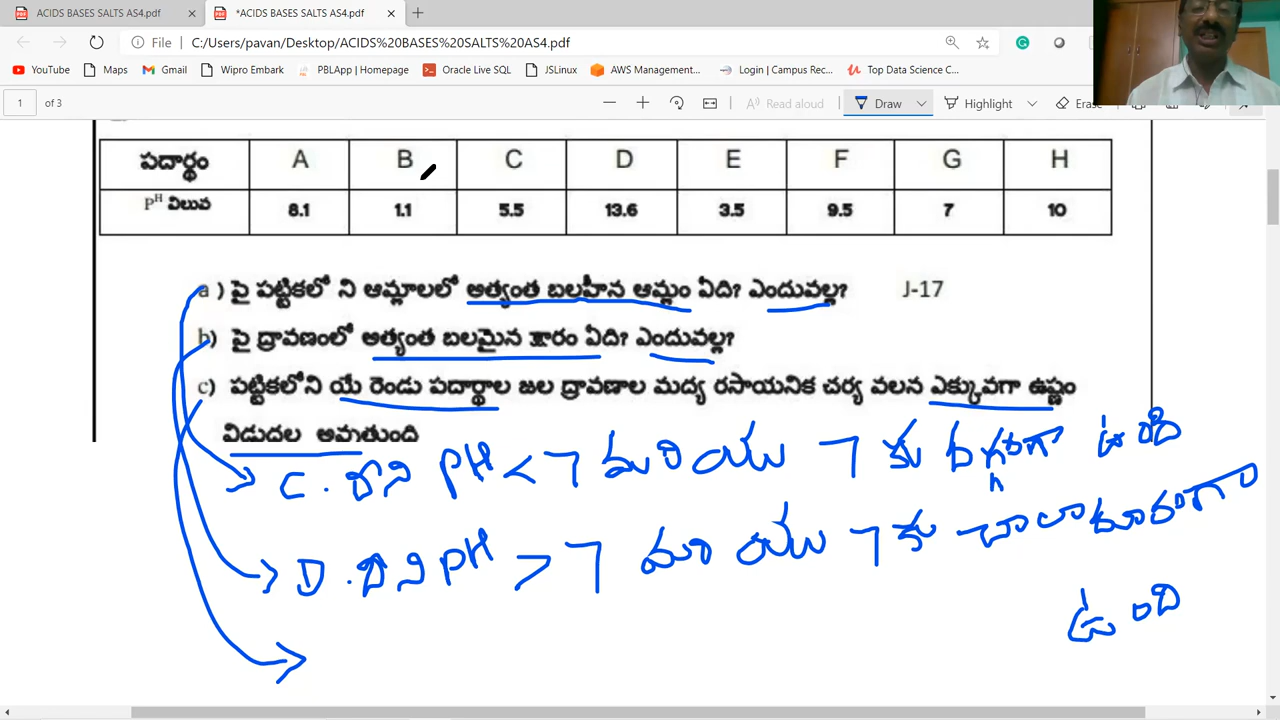 ACIDS BASES SALTS AS4.pdf
*ACIDS BASES SALTS AS4.pdf
File C:/Users/pavan/Desktop/ACIDS%20BASES%20SALTS%20AS4.pdf
YouTube Maps Gmail Wipro Embark PBLApp | Homepage Oracle Live SQL JSLinux AWS Management... Login | Campus Rec... Top Data Science C...
1 of 3 Read aloud Draw Highlight Erase
పదార్థం A B C D E F G H
Pᴴ విలువ 8.1 1.1 5.5 13.6 3.5 9.5 7 10
a ) పై పట్టికలో ని ఆమ్లాలలో అత్యంత బలహీన ఆమ్లం ఏది? ఎందువల్ల? J-17
b) పై ద్రావణంలో అత్యంత బలమైన క్షారం ఏది? ఎందువల్ల?
c) పట్టికలోని యే రెండు పదార్థాల జల ద్రావణాల మధ్య రసాయనిక చర్య వలన ఎక్కువగా ఉష్ణం
విడుదల అవుతుంది
C. దీని pH < 7 మరియు 7 కు దగ్గరగా ఉంది
D. దీని pH > 7 మరియు 7 కు చాలా దూరంగా
ఉంది